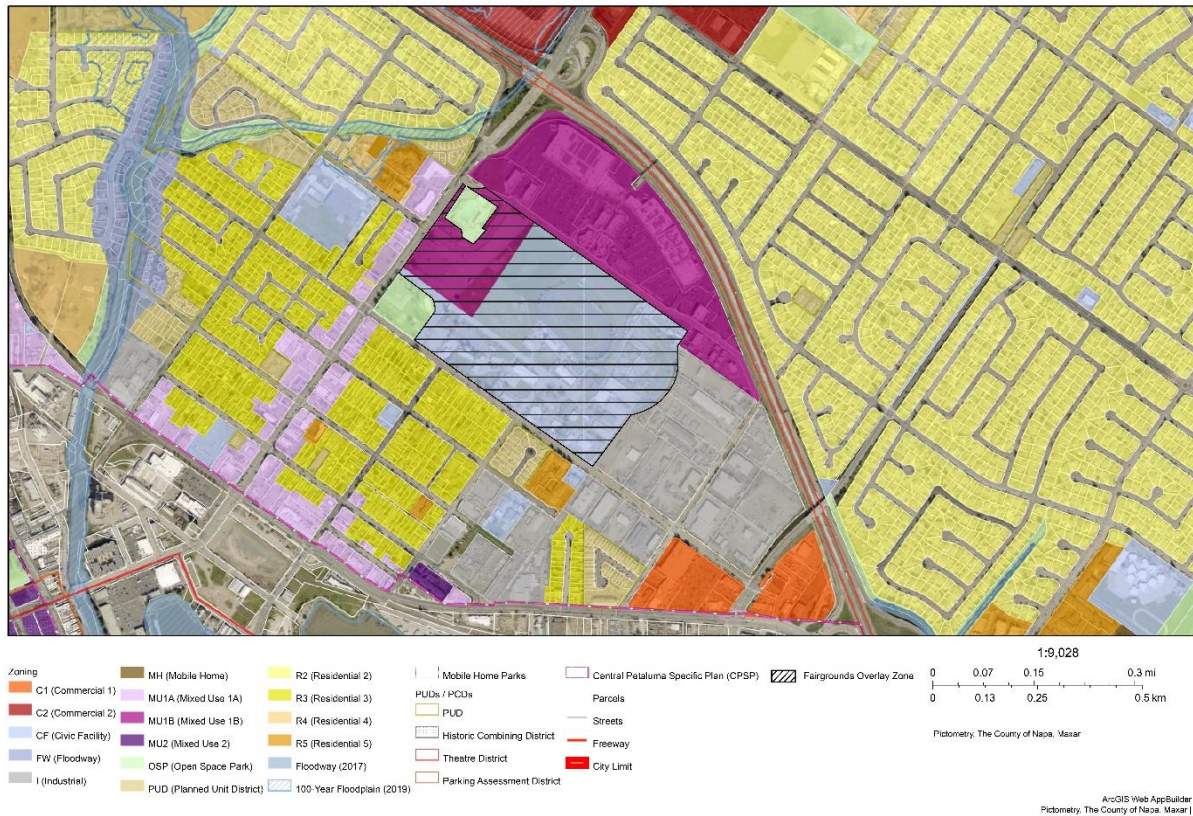 Zoning
C1 (Commercial 1)
C2 (Commercial 2)
CF (Civic Facility)
FW (Floodway)
I (Industrial)
MH (Mobile Home)
MU1A (Mixed Use 1A)
MU1B (Mixed Use 1B)
MU2 (Mixed Use 2)
OSP (Open Space Park)
PUD (Planned Unit District)
R2 (Residential 2)
R3 (Residential 3)
R4 (Residential 4)
R5 (Residential 5)
Floodway (2017)
100-Year Floodplain (2019)
Mobile Home Parks
PUDs / PCDs
PUD
Historic Combining District
Theatre District
Parking Assessment District
Central Petaluma Specific Plan (CPSP)
Parcels
Streets
Freeway
City Limit
Fairgrounds Overlay Zone
1:9,028
0 0.07 0.15 0.3 mi
0 0.13 0.25 0.5 km
Pictometry, The County of Napa, Maxar
ArcGIS Web AppBuilder
Pictometry, The County of Napa, Maxar |